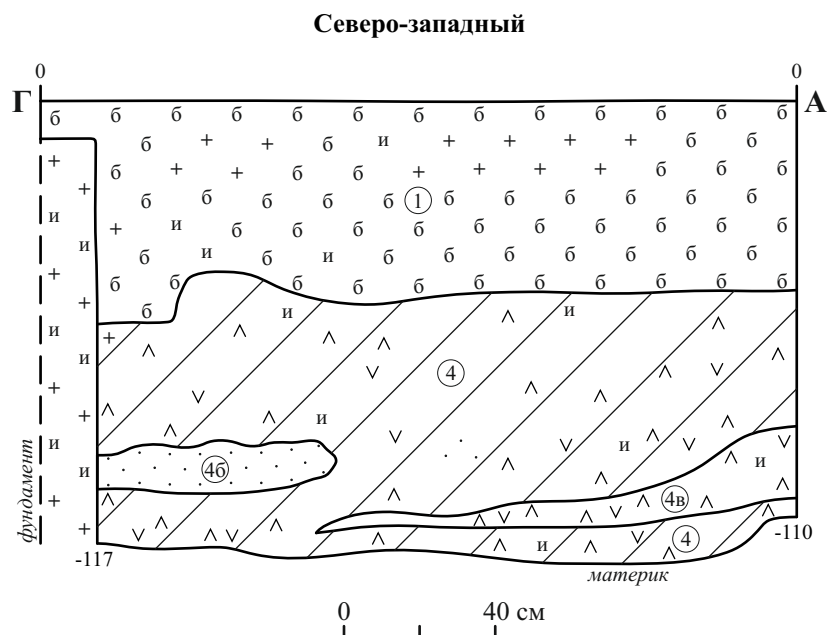 Северо-западный
0 0
Г А
б б б б б б б б б б б б б
б + + б и + + + + б б
б + + б б + б + + + б б
б б б б б ① б б б б б б
+ и б б б б б б б б б б
б б и б и б б б б б б б
б б б б б б б б б б
б и и
+
④
и и
4б и
4в
④
и
фундамент
-117 -110
материк
0 40 см